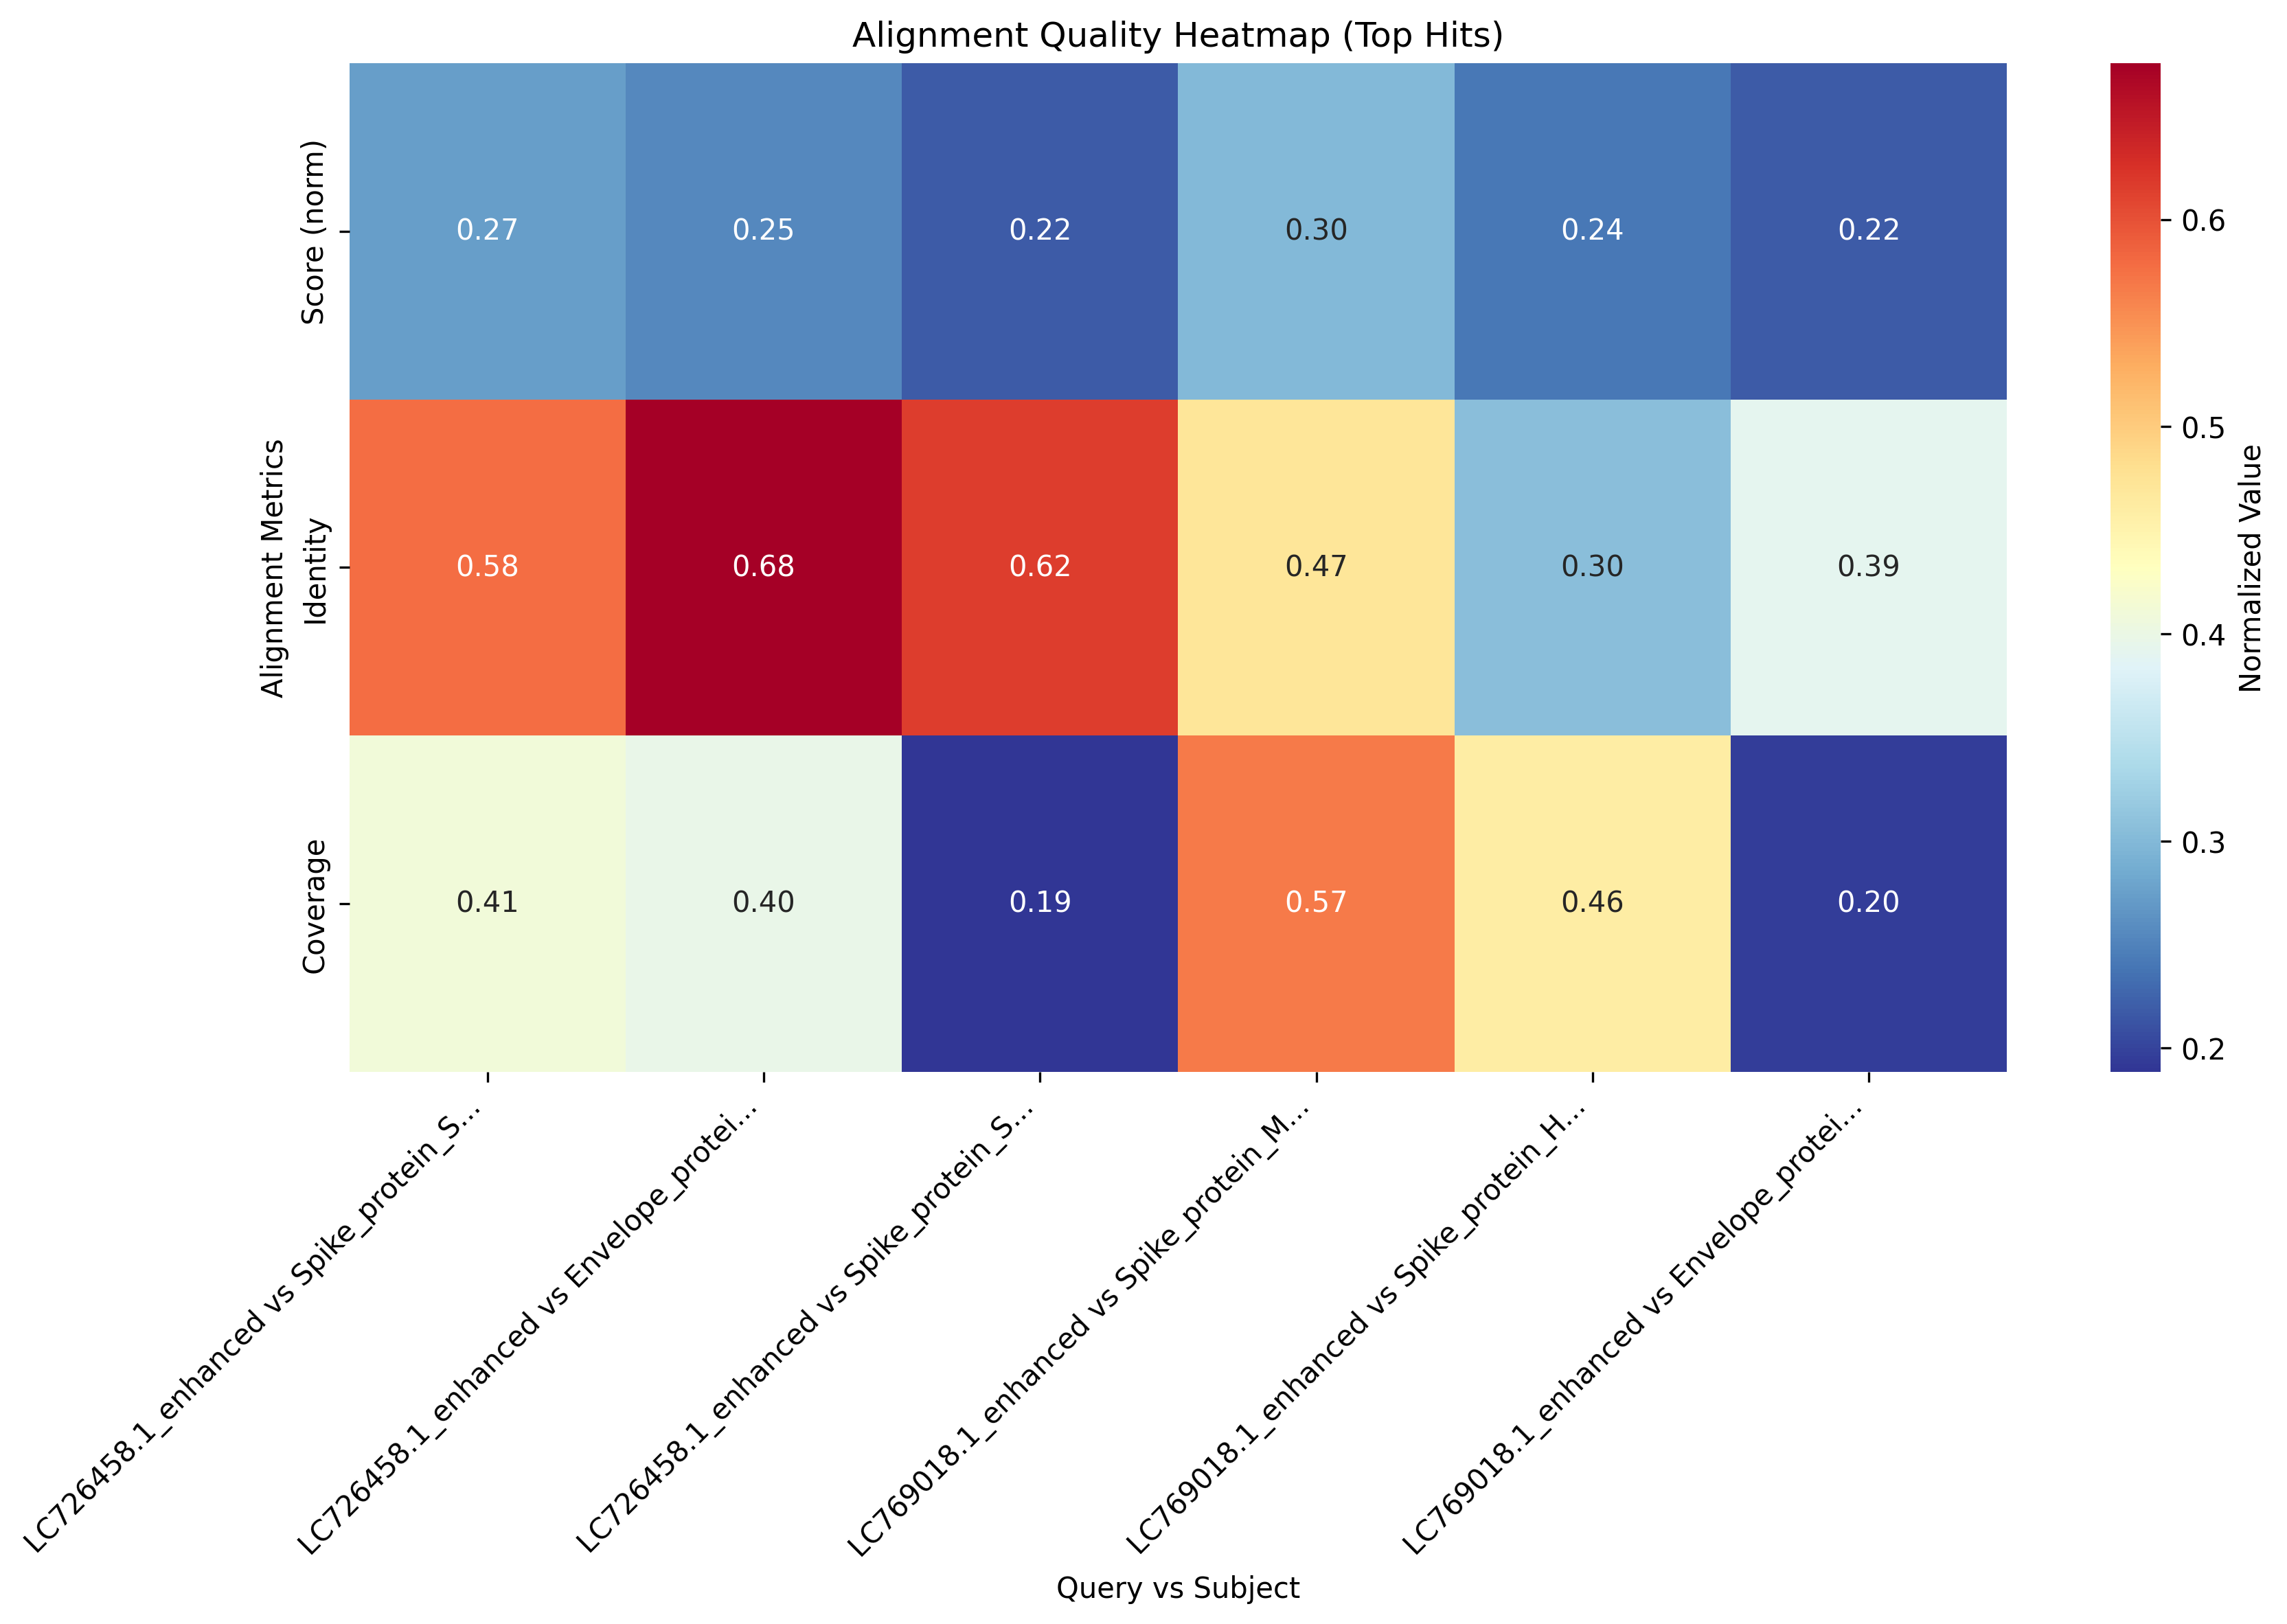 Alignment Quality Heatmap (Top Hits)
Alignment Metrics
Score (norm)
0.27 0.25 0.22 0.30 0.24 0.22
Identity
0.58 0.68 0.62 0.47 0.30 0.39
Coverage
0.41 0.40 0.19 0.57 0.46 0.20
LC726458.1_enhanced vs Spike_protein_S...
LC726458.1_enhanced vs Envelope_protei...
LC726458.1_enhanced vs Spike_protein_S...
LC769018.1_enhanced vs Spike_protein_M...
LC769018.1_enhanced vs Spike_protein_H...
LC769018.1_enhanced vs Envelope_protei...
Query vs Subject
0.6
0.5
0.4
0.3
0.2
Normalized Value